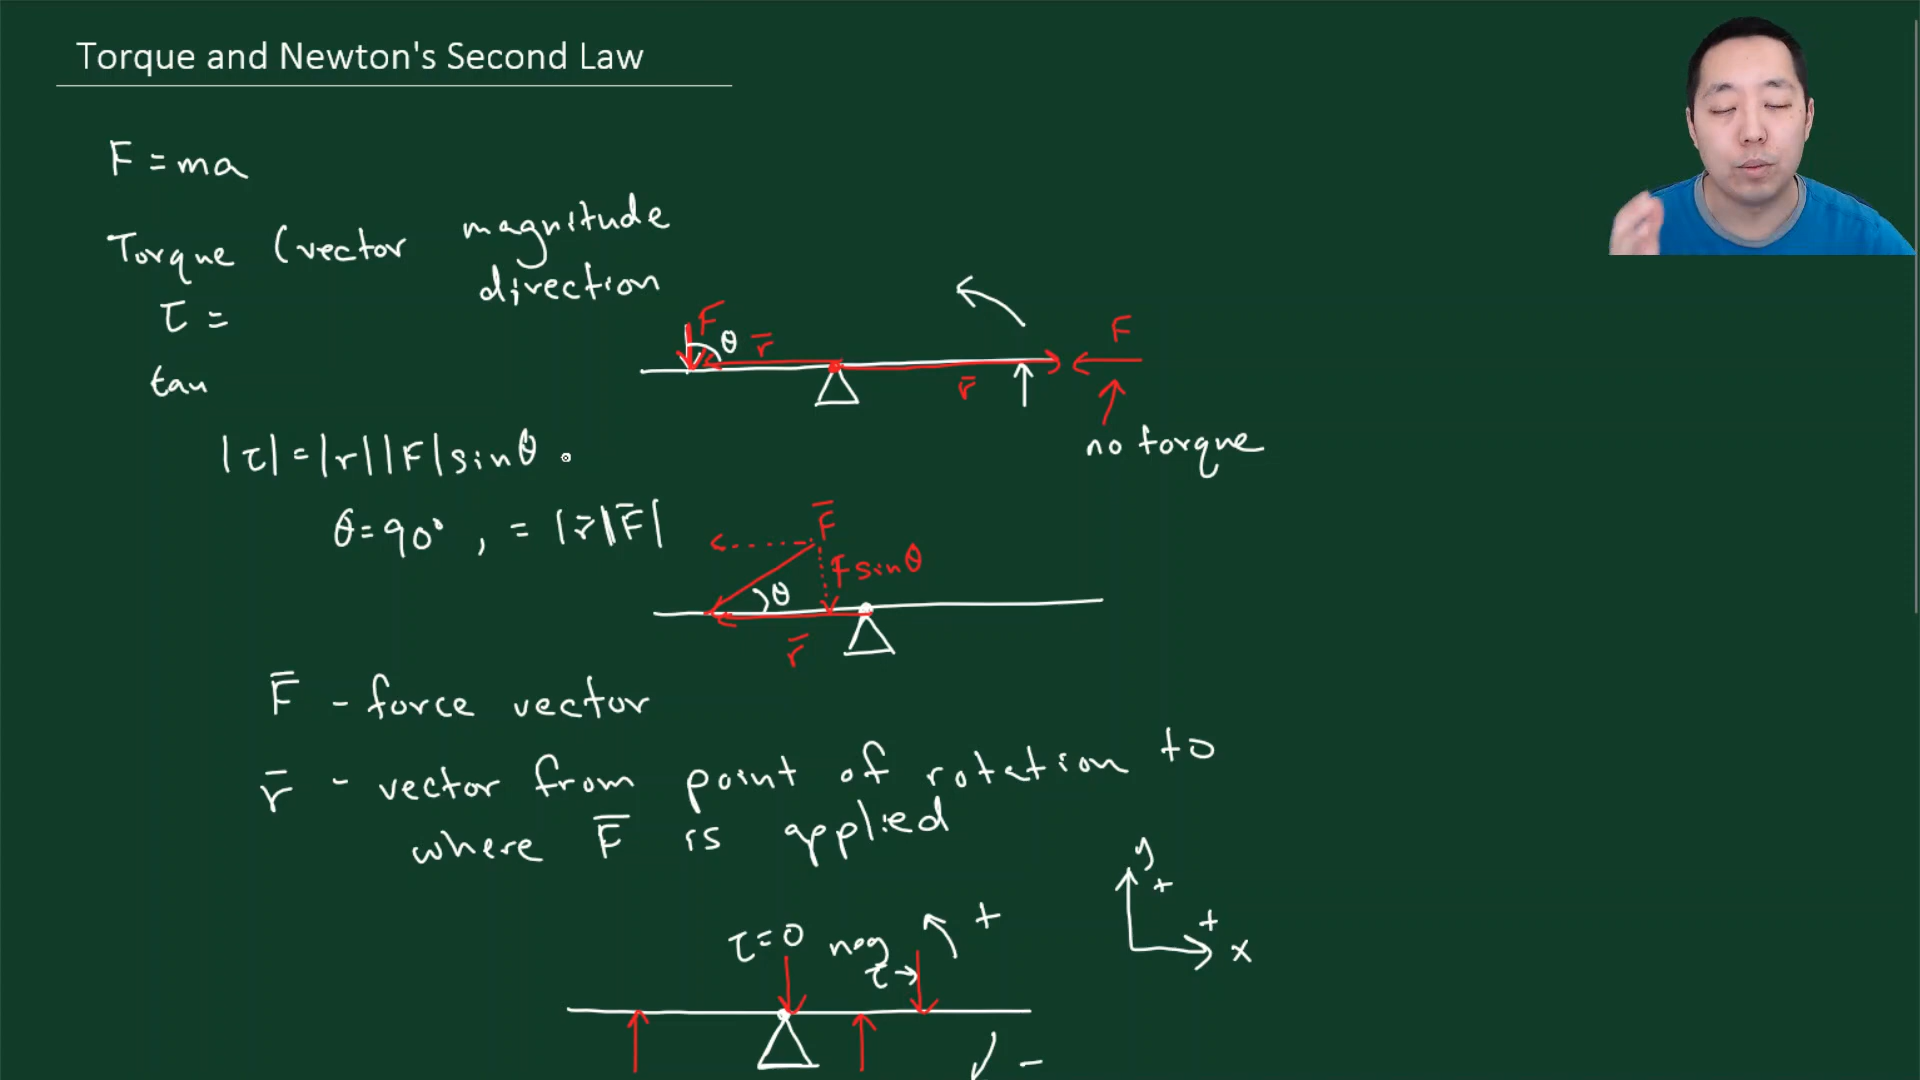 Torque and Newton's Second Law
F = ma
Torque (vector magnitude
direction
τ =
tau
F θ r̄
F
r̄
no torque
|τ| = |r||F| sinθ
θ = 90°, = |r̄||F̄|
F̄
F sinθ
θ
r̄
F̄ - force vector
r̄ - vector from point of rotation to
where F̄ is applied
y
+
+
x
τ = 0 neg +
τ →
−